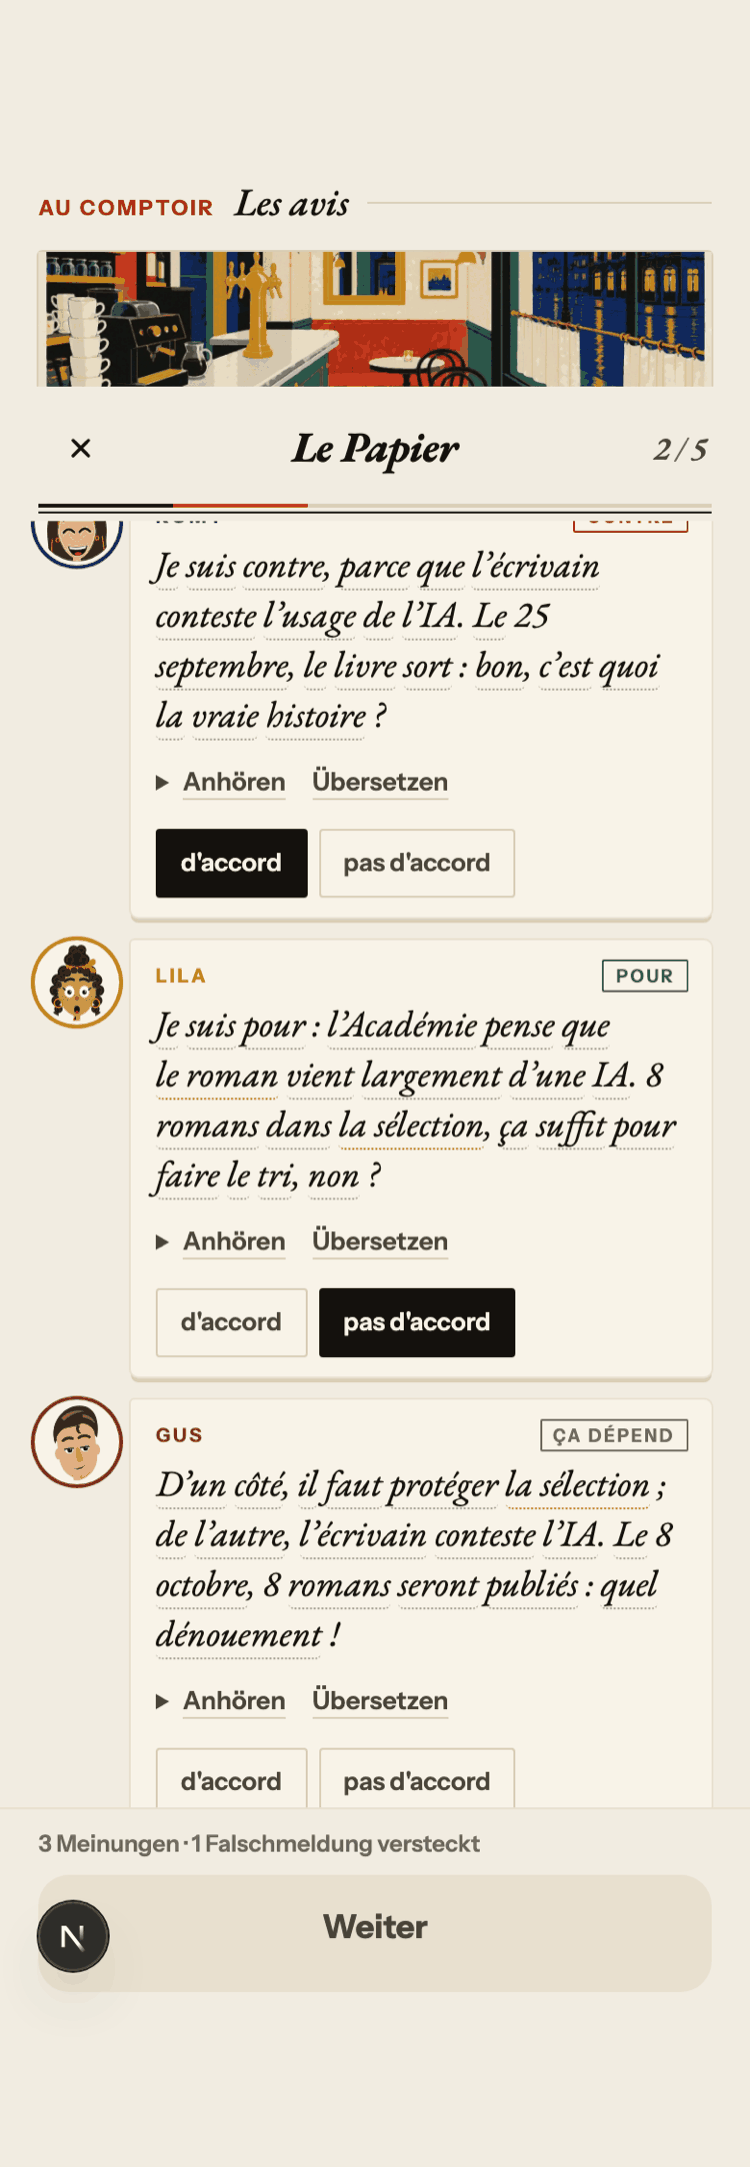 AU COMPTOIR Les avis
✕ Le Papier 2/5
Je suis contre, parce que l’écrivain
conteste l’usage de l’IA. Le 25
septembre, le livre sort : bon, c’est quoi
la vraie histoire ?
▶ Anhören Übersetzen
d'accord pas d'accord
LILA POUR
Je suis pour : l’Académie pense que
le roman vient largement d’une IA. 8
romans dans la sélection, ça suffit pour
faire le tri, non ?
▶ Anhören Übersetzen
d'accord pas d'accord
GUS ÇA DÉPEND
D’un côté, il faut protéger la sélection ;
de l’autre, l’écrivain conteste l’IA. Le 8
octobre, 8 romans seront publiés : quel
dénouement !
▶ Anhören Übersetzen
d'accord pas d'accord
3 Meinungen · 1 Falschmeldung versteckt
N Weiter